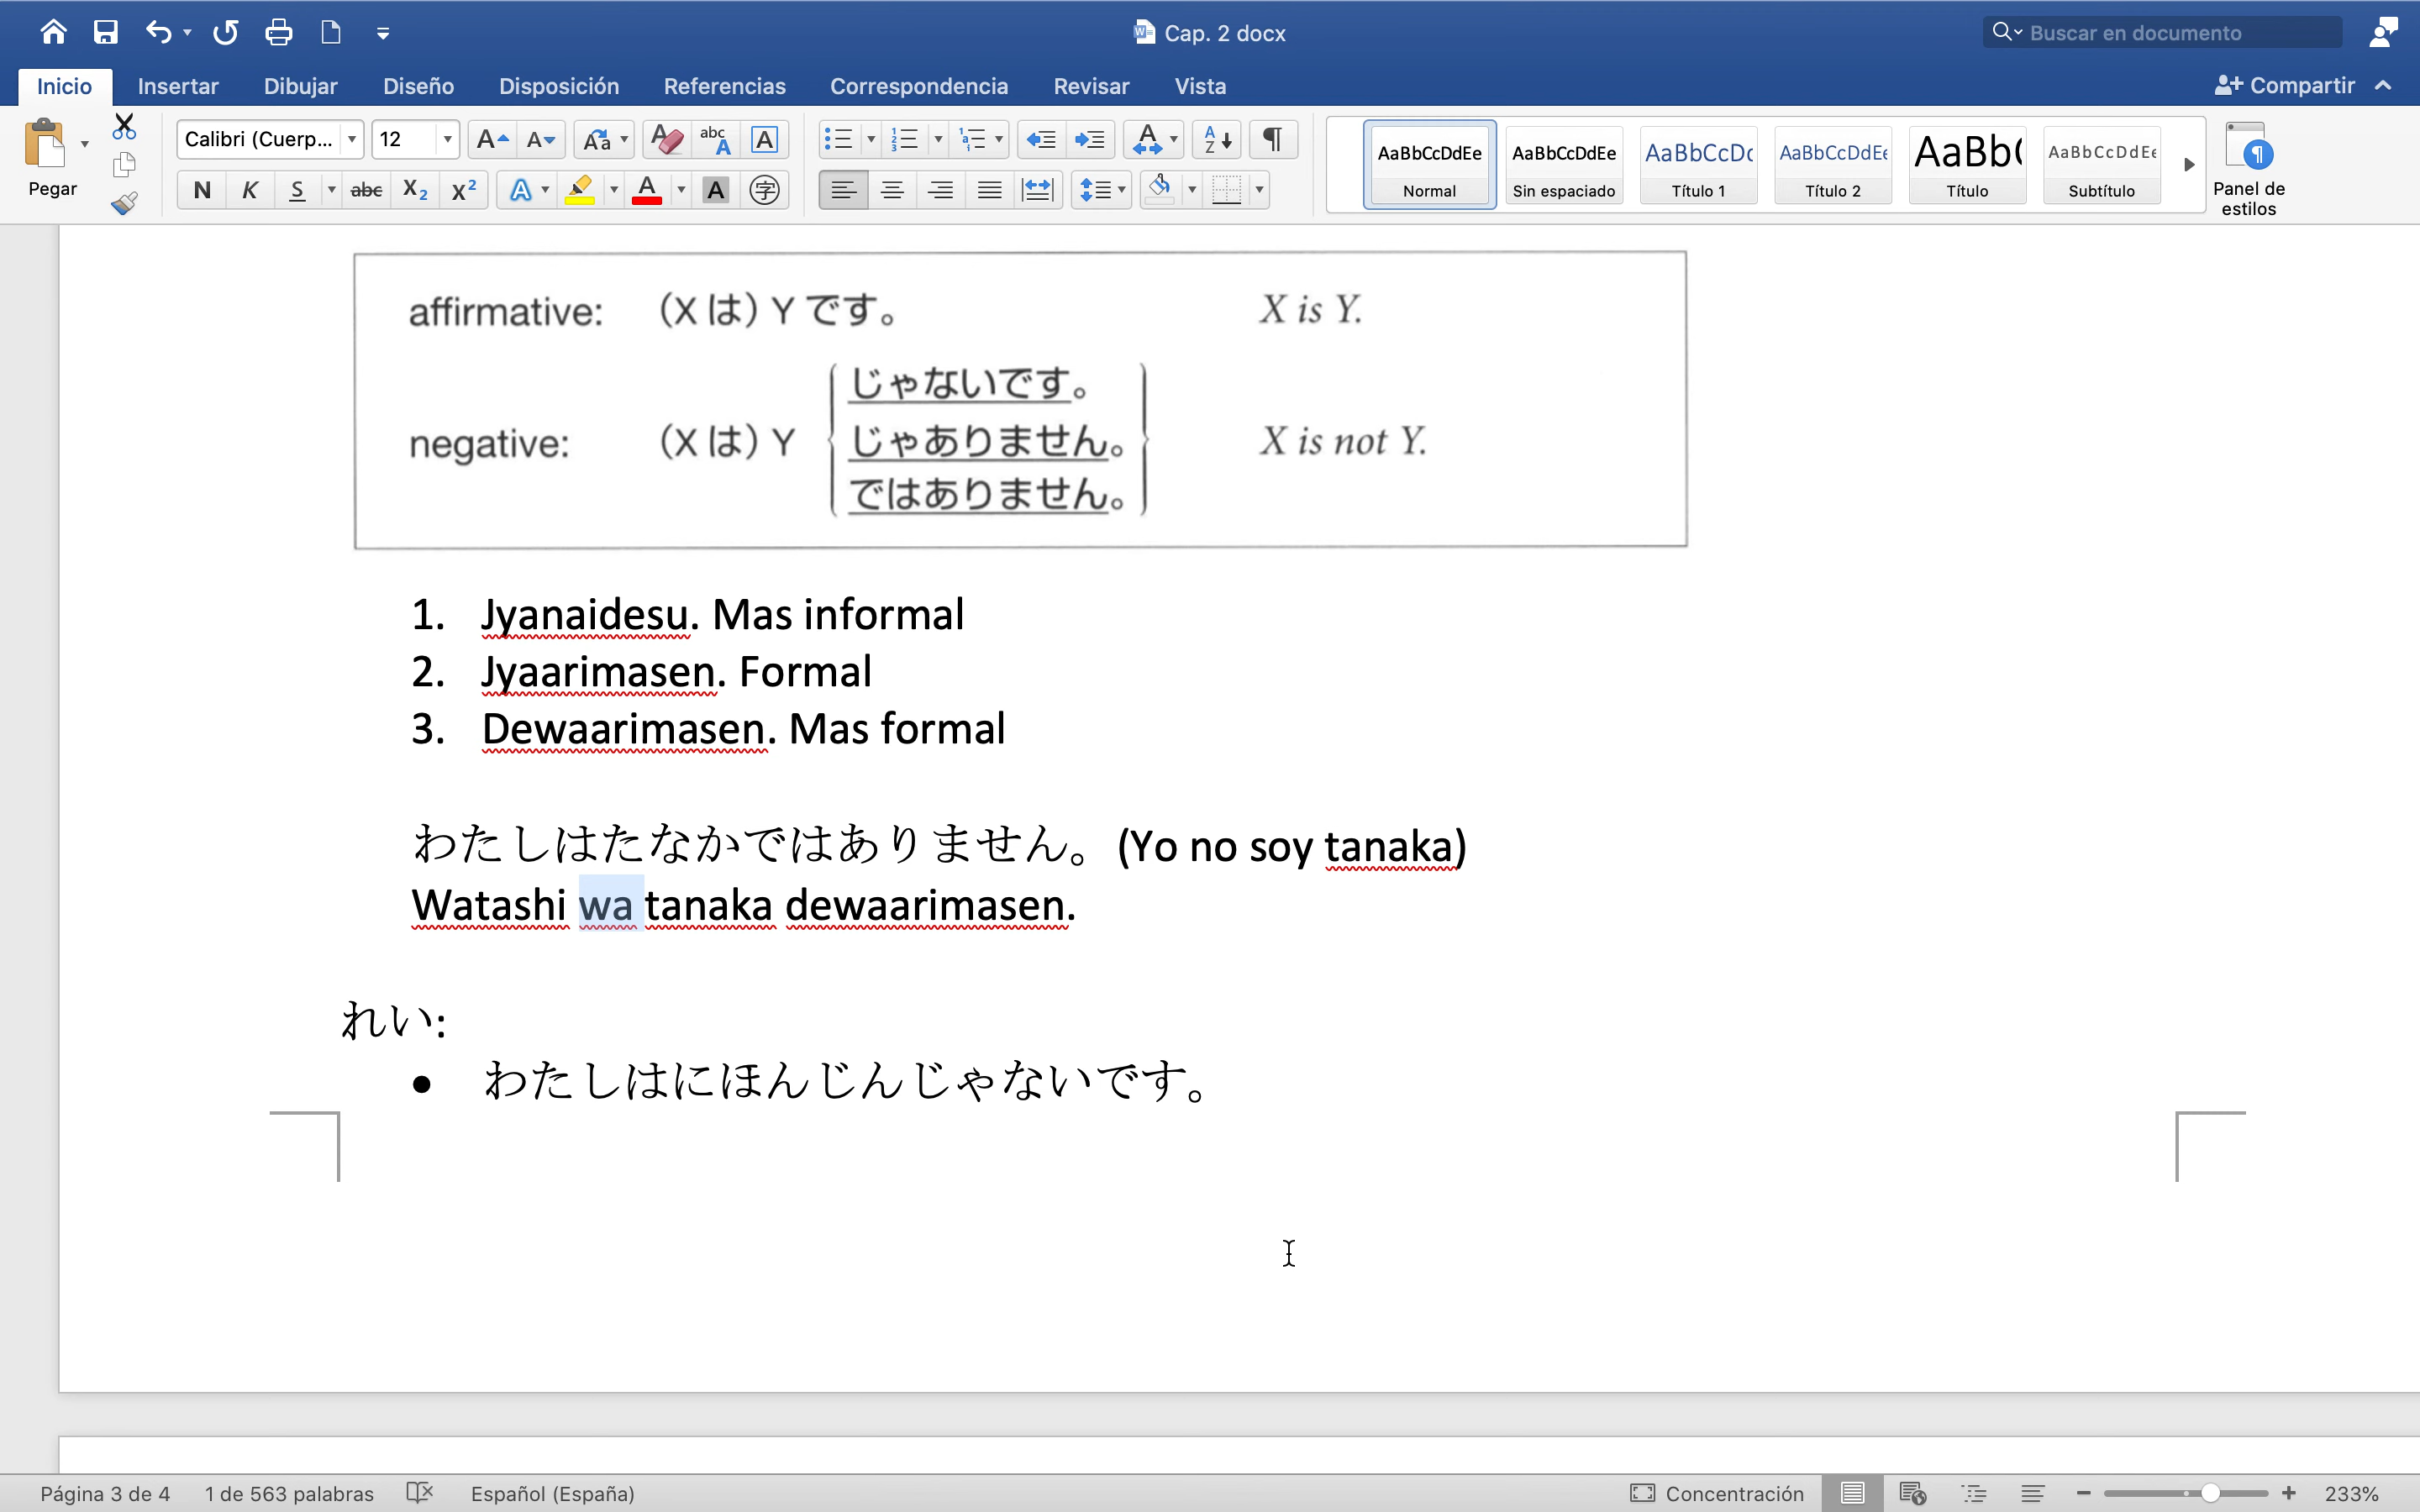 Cap. 2 docx
Buscar en documento
Inicio Insertar Dibujar Diseño Disposición Referencias Correspondencia Revisar Vista Compartir
Pegar
Calibri (Cuerp... 12
AaBbCcDdEe
Normal
AaBbCcDdEe
Sin espaciado
AaBbCcDc
Título 1
AaBbCcDdEe
Título 2
AaBb(
Título
AaBbCcDdEe
Subtítulo
Panel de
estilos
N K S abc X₂ X²
affirmative: (X は) Y です。 X is Y.
じゃないです。
negative: (X は) Y じゃありません。 X is not Y.
ではありません。
1. Jyanaidesu. Mas informal
2. Jyaarimasen. Formal
3. Dewaarimasen. Mas formal
わたしはたなかではありません。(Yo no soy tanaka)
Watashi wa tanaka dewaarimasen.
れい:
• わたしはにほんじんじゃないです。
Página 3 de 4 1 de 563 palabras Español (España) Concentración 233%